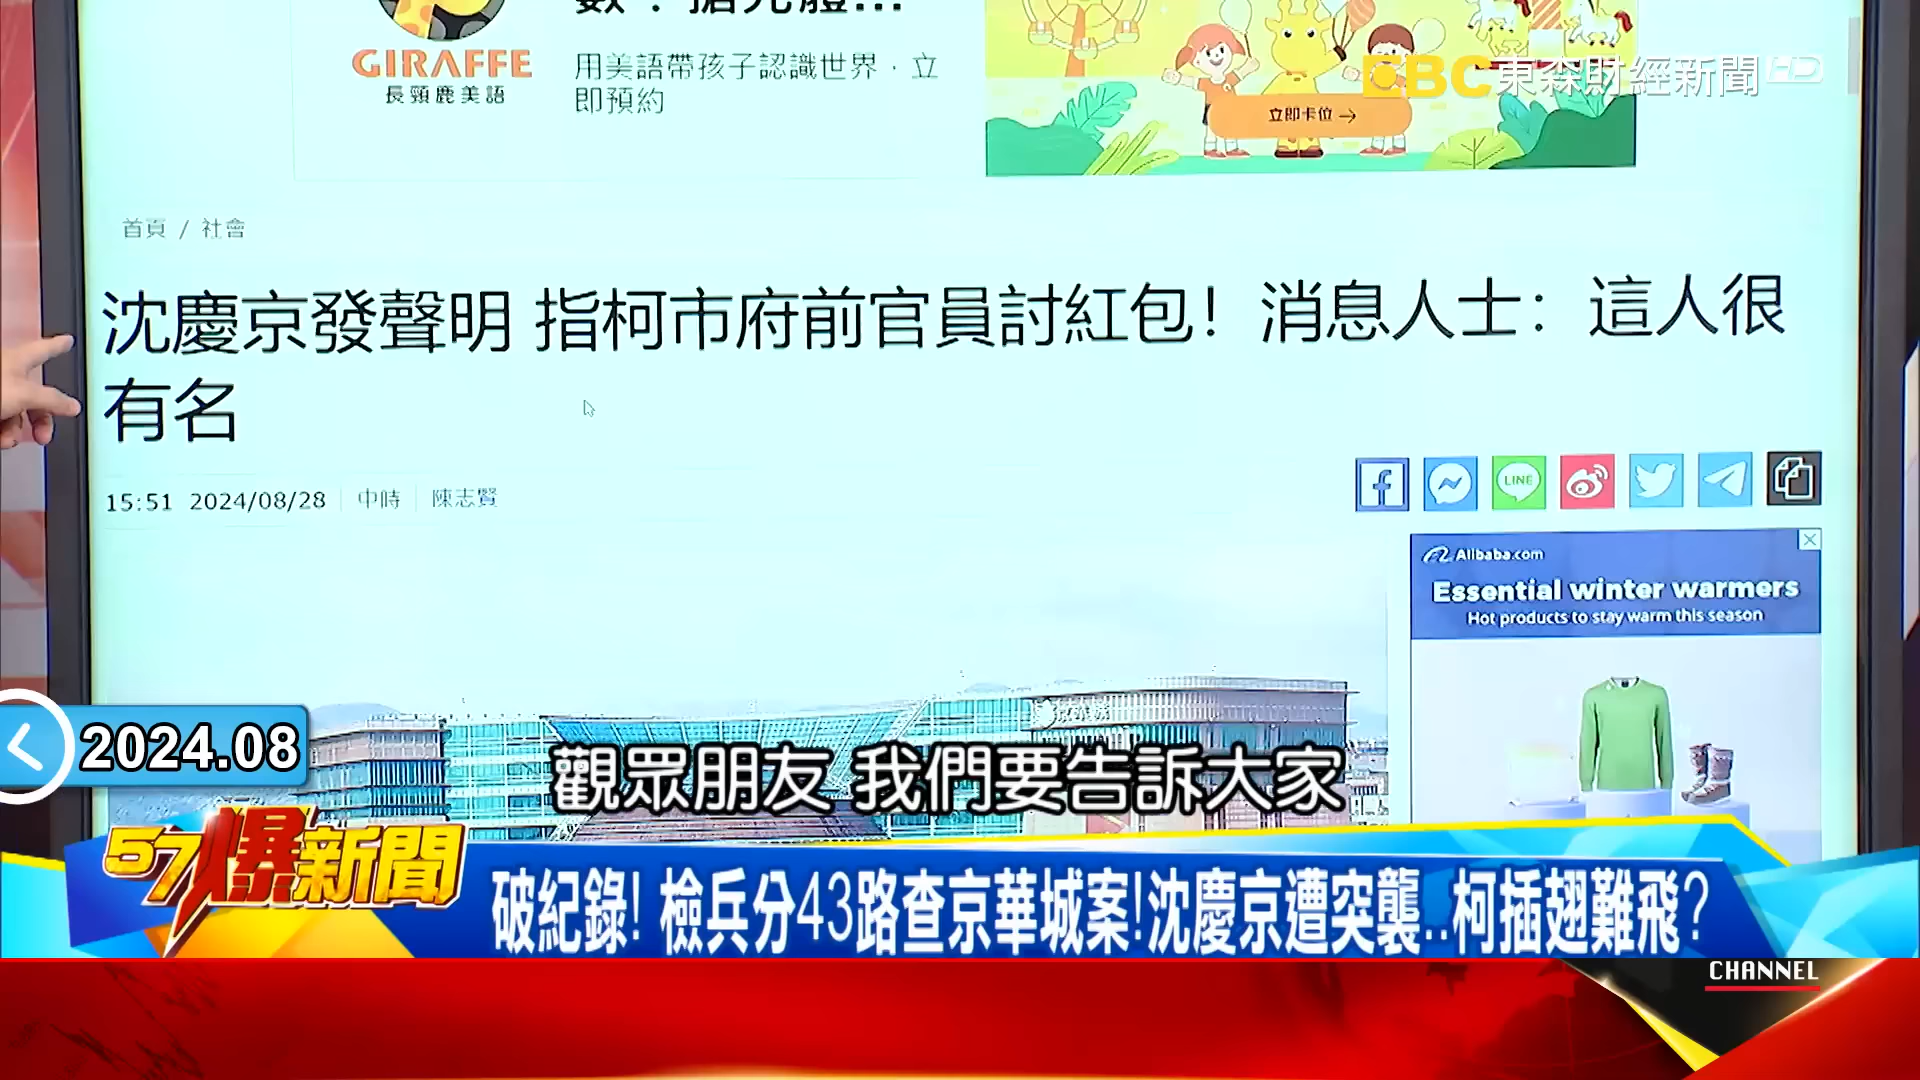 GIRAFFE
長頸鹿美語
用美語帶孩子認識世界，立
即預約
立即卡位→
EBC東森財經新聞HD
首頁 / 社會
沈慶京發聲明 指柯市府前官員討紅包！消息人士：這人很
有名
15:51 2024/08/28 中時 陳志賢
LINE
Alibaba.com
Essential winter warmers
Hot products to stay warm this season
2024.08
觀眾朋友 我們要告訴大家
57爆新聞
破紀錄!檢兵分43路查京華城案!沈慶京遭突襲..柯插翅難飛?
CHANNEL